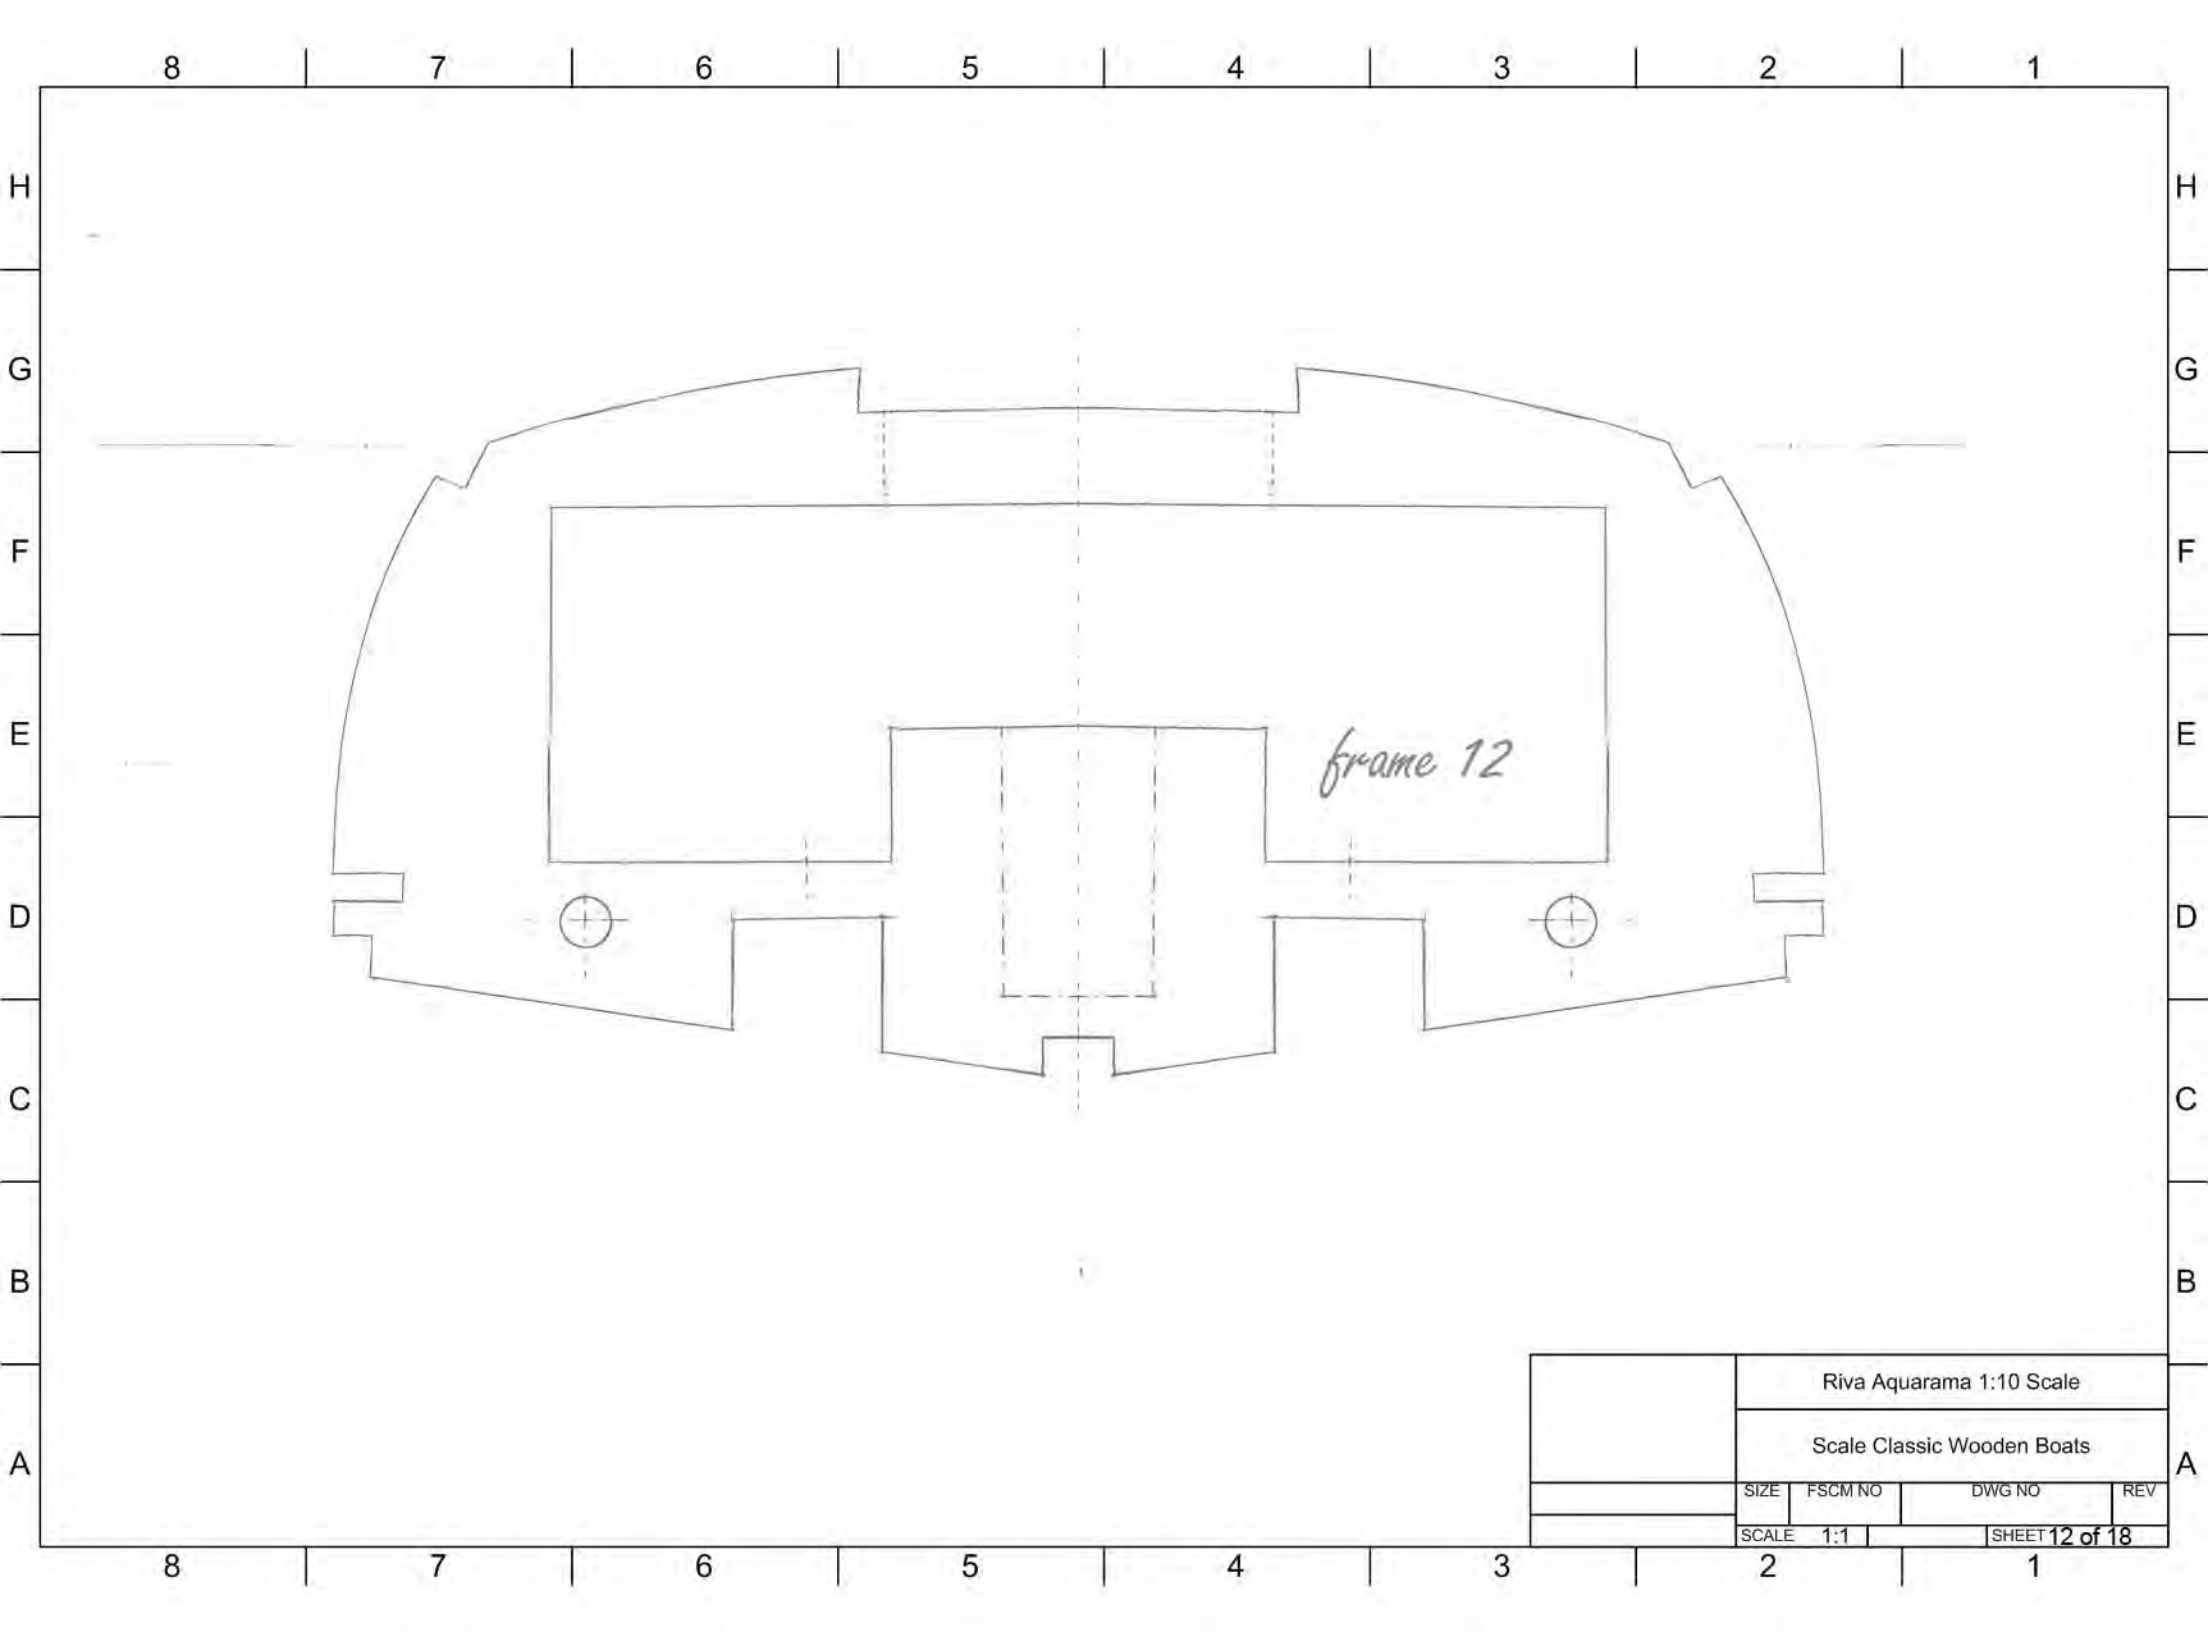 8 7 6 5 4 3 2 1
H H
G G
F F
E E
frame 12
D D
C C
B B
Riva Aquarama 1:10 Scale
Scale Classic Wooden Boats
A A
SIZE FSCM NO DWG NO REV
SCALE 1:1 SHEET 12 of 18
8 7 6 5 4 3 2 1